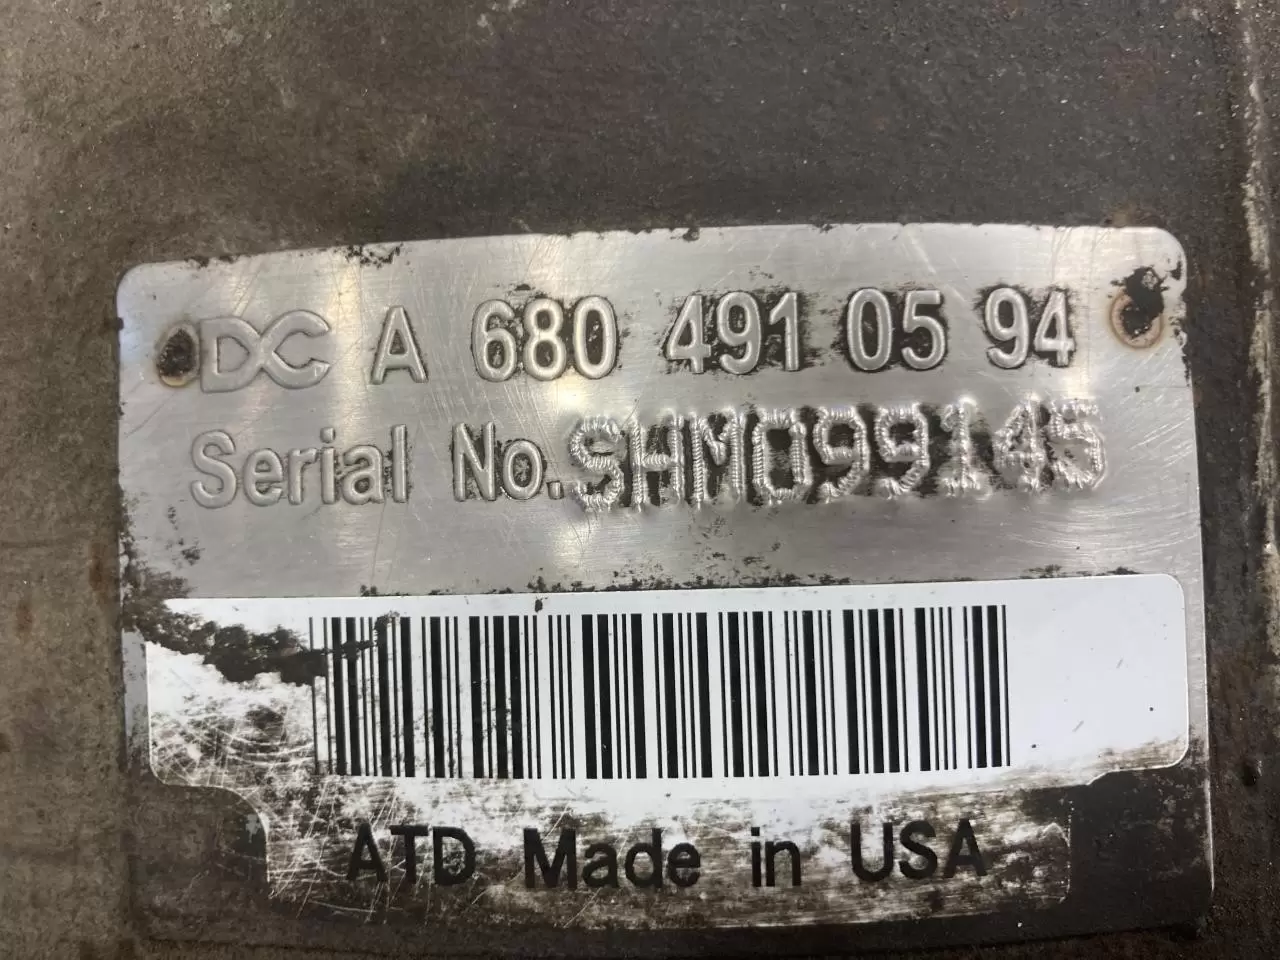 DC A 680 491 05 94
Serial No. SHM099145
ATD Made in USA